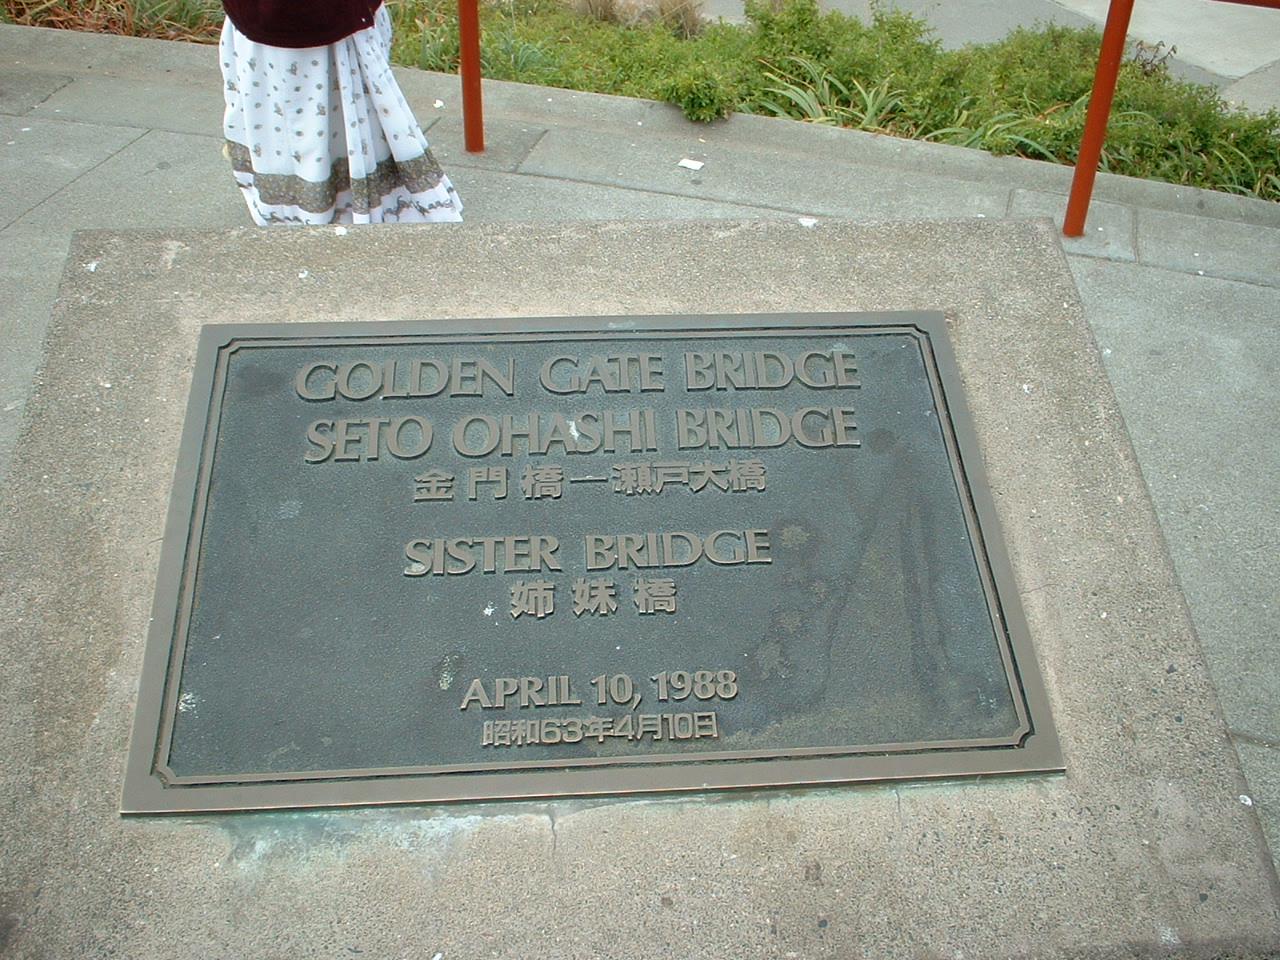 GOLDEN GATE BRIDGE
SETO OHASHI BRIDGE
金門橋ー瀬戸大橋
SISTER BRIDGE
姉妹橋
APRIL 10, 1988
昭和63年4月10日